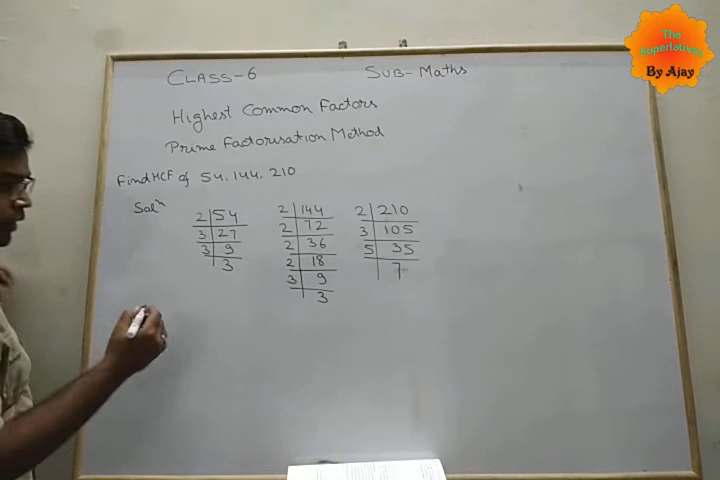 The
Superlatives
By Ajay
CLASS-6 SUB-Maths
Highest Common Factors
Prime Factorisation Method
Find HCF of 54, 144, 210
Solⁿ
2 54
3 27
3 9
3
2 144
2 72
2 36
2 18
3 9
3
2 210
3 105
5 35
7